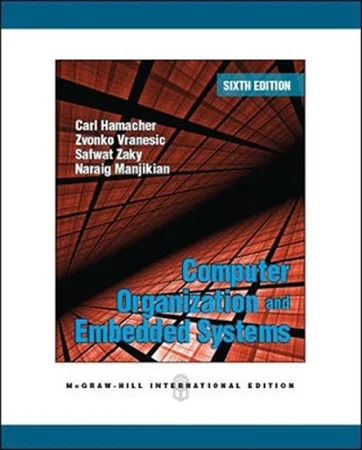 SIXTH EDITION
Carl Hamacher
Zvonko Vranesic
Safwat Zaky
Naraig Manjikian
Computer
Organization and
Embedded Systems
McGRAW-HILL INTERNATIONAL EDITION